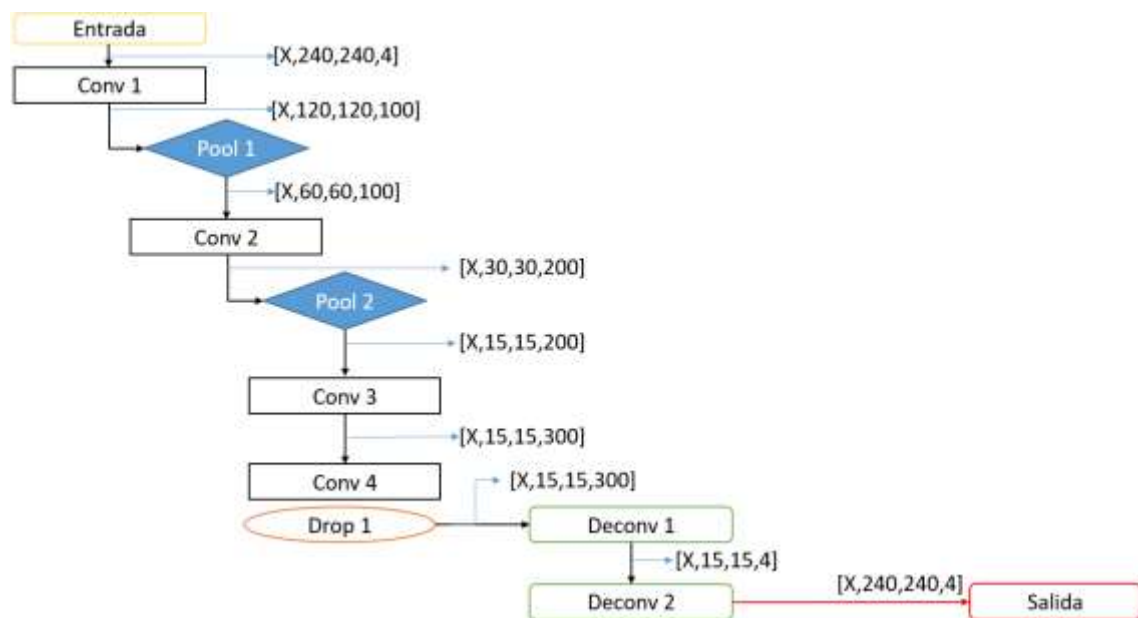 Entrada
[X,240,240,4]
Conv 1
[X,120,120,100]
Pool 1
[X,60,60,100]
Conv 2
[X,30,30,200]
Pool 2
[X,15,15,200]
Conv 3
[X,15,15,300]
Conv 4
[X,15,15,300]
Drop 1
Deconv 1
[X,15,15,4]
Deconv 2
[X,240,240,4]
Salida